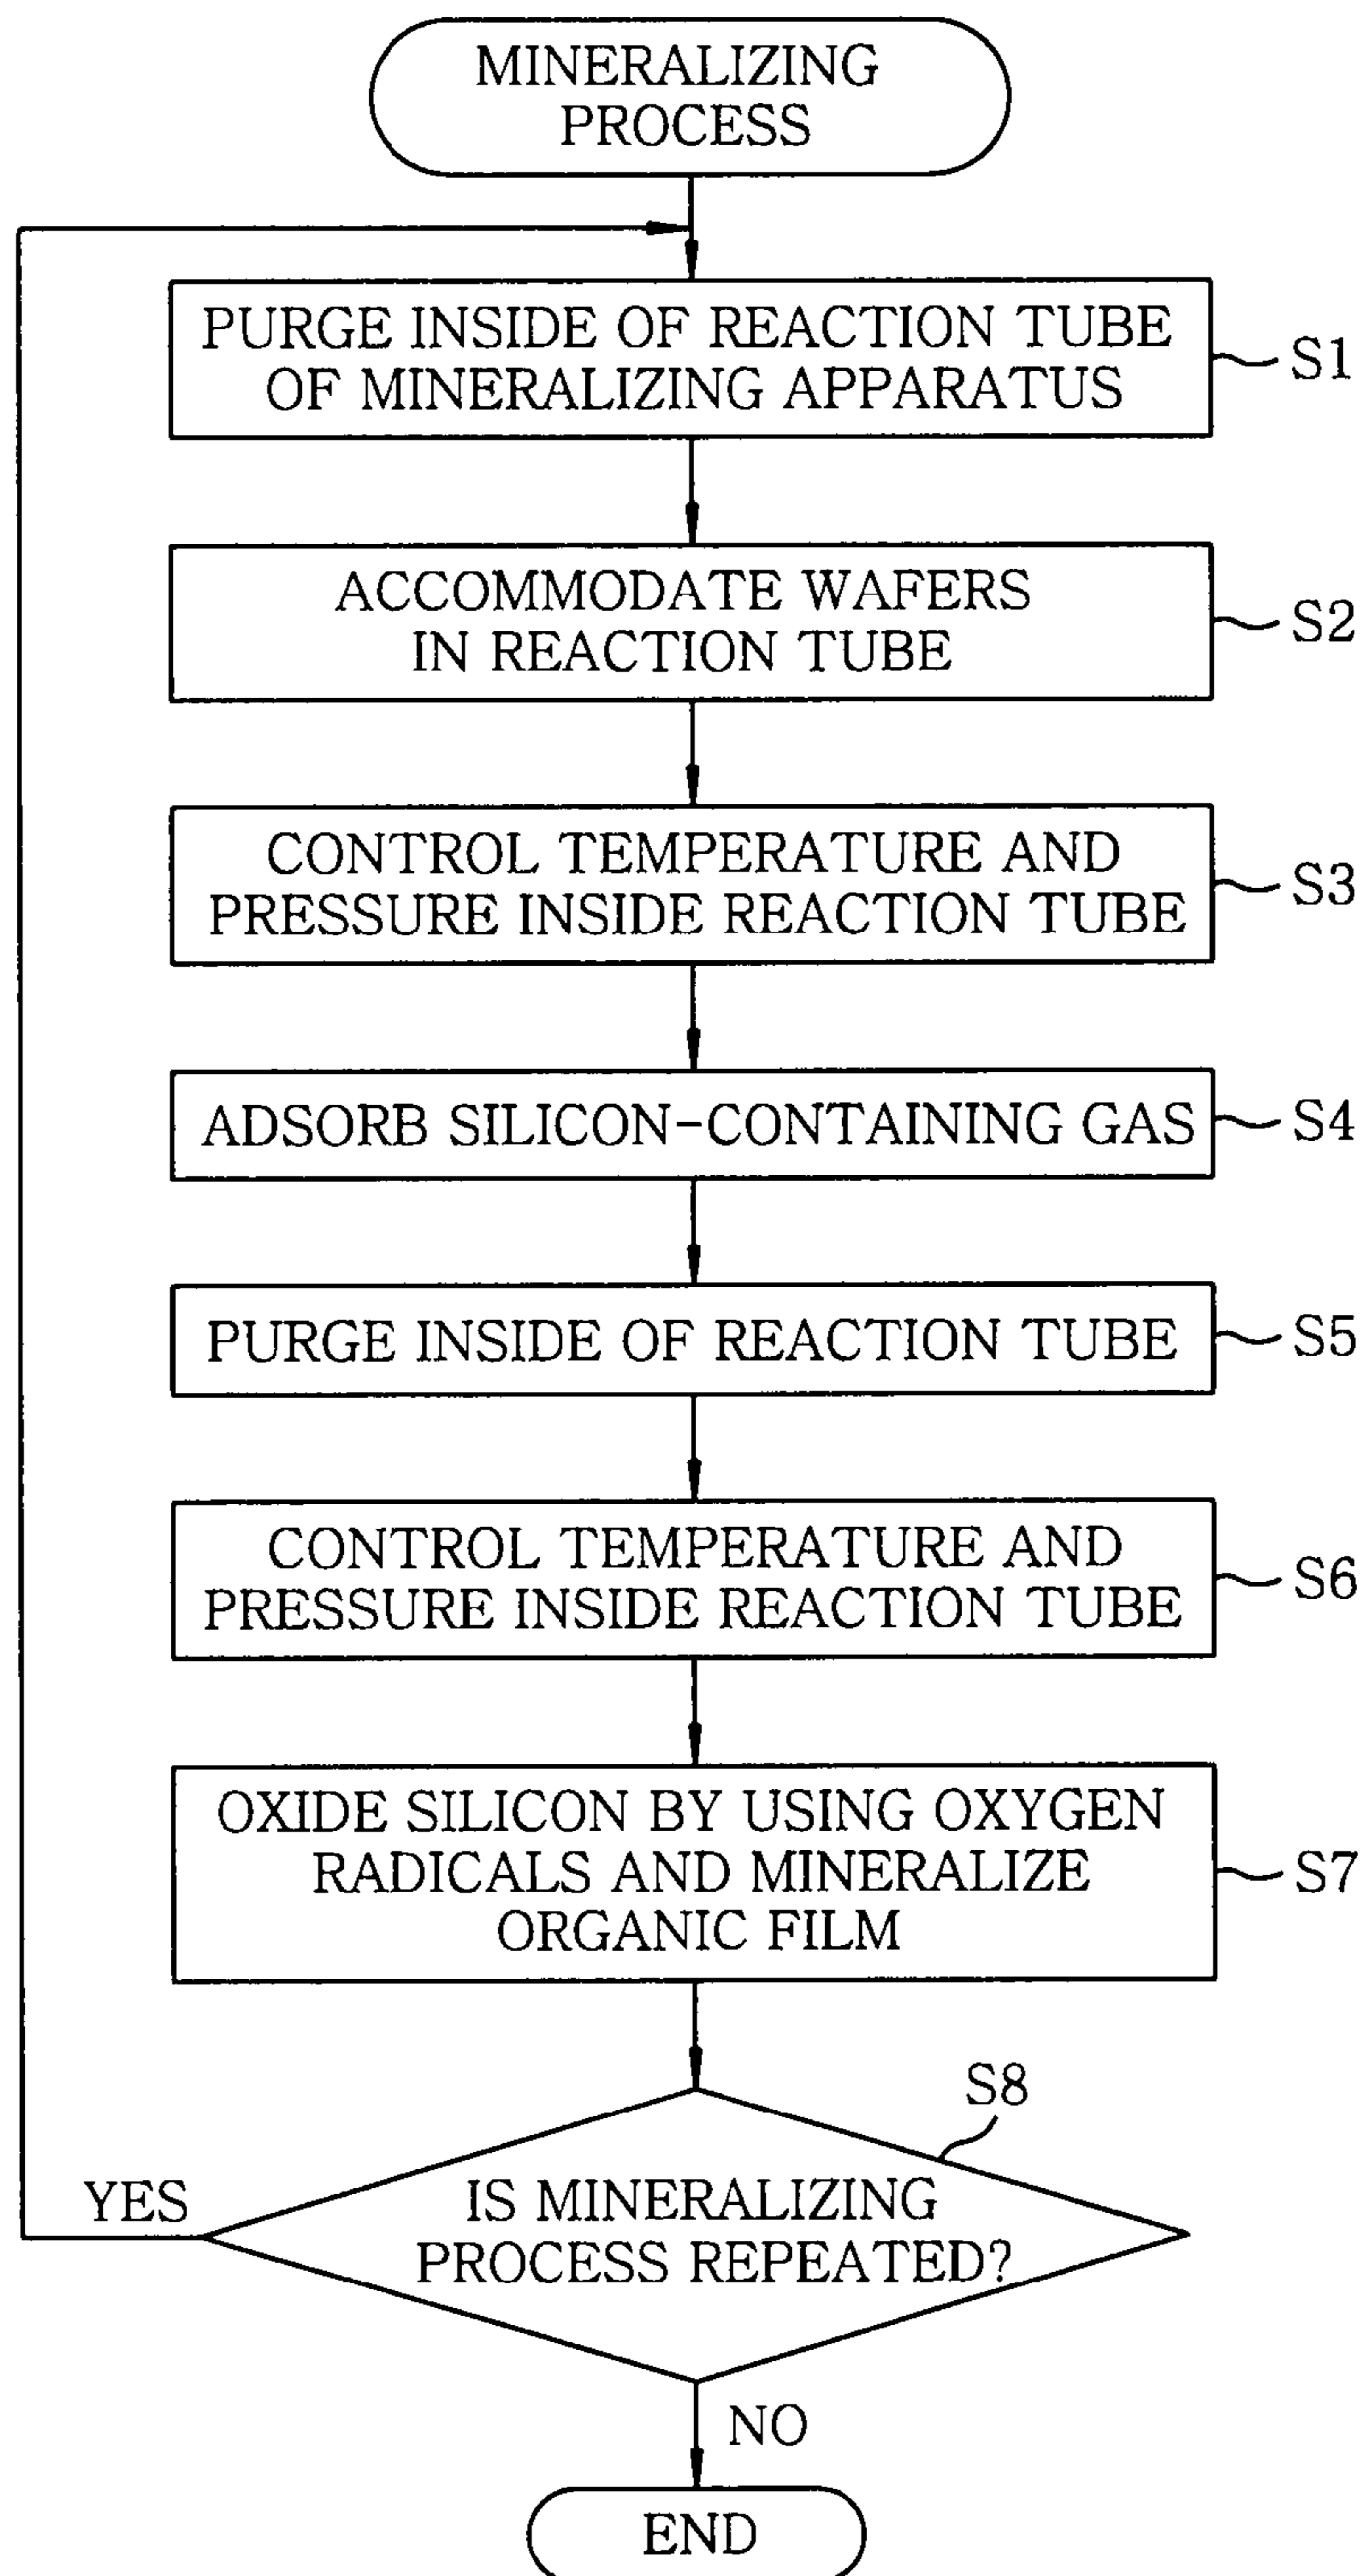 MINERALIZING
PROCESS
PURGE INSIDE OF REACTION TUBE
OF MINERALIZING APPARATUS
S1
ACCOMMODATE WAFERS
IN REACTION TUBE
S2
CONTROL TEMPERATURE AND
PRESSURE INSIDE REACTION TUBE
S3
ADSORB SILICON-CONTAINING GAS
S4
PURGE INSIDE OF REACTION TUBE
S5
CONTROL TEMPERATURE AND
PRESSURE INSIDE REACTION TUBE
S6
OXIDE SILICON BY USING OXYGEN
RADICALS AND MINERALIZE
ORGANIC FILM
S7
S8
YES
IS MINERALIZING
PROCESS REPEATED?
NO
END